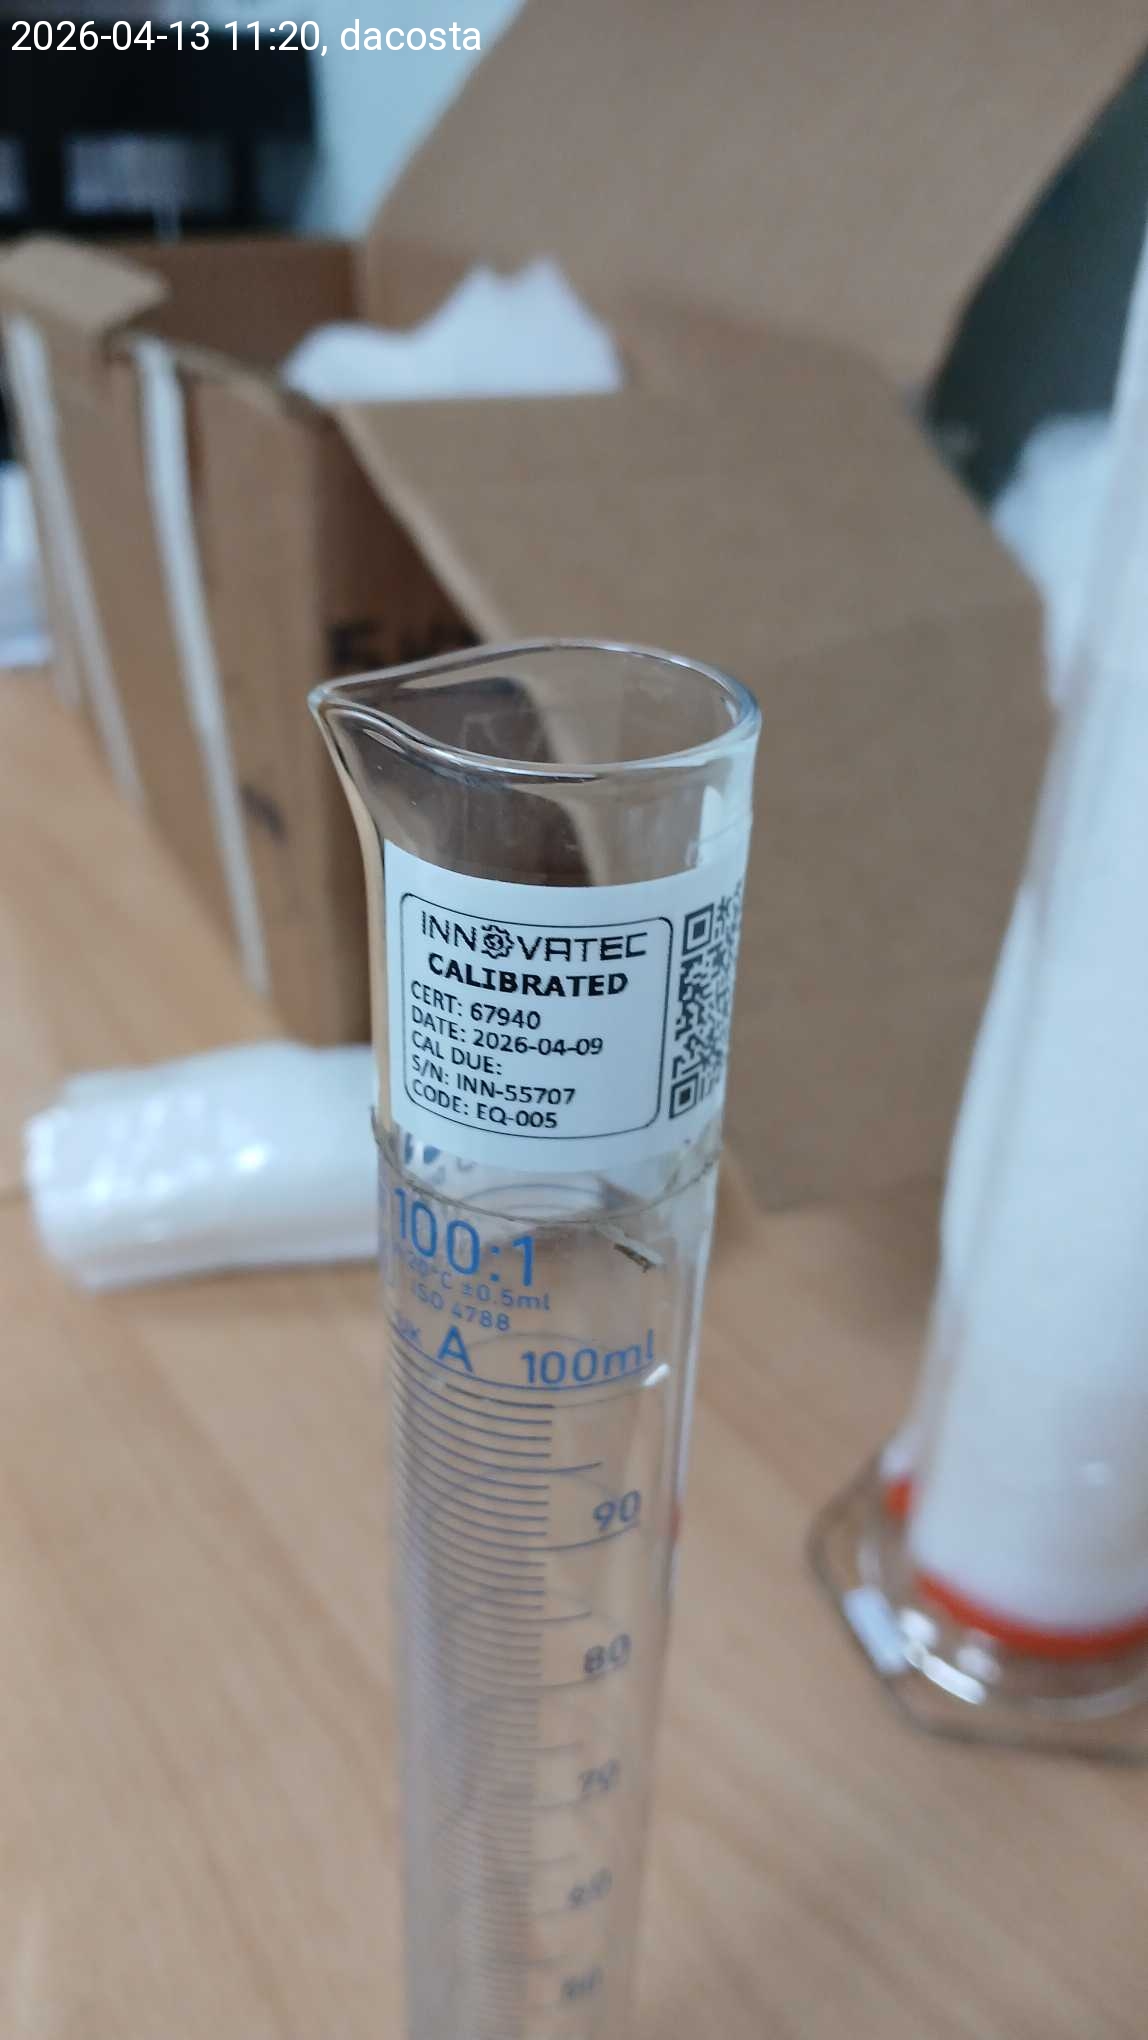 2026-04-13 11:20, dacosta
INNOVATEC
CALIBRATED
CERT: 67940
DATE: 2026-04-09
CAL DUE:
S/N: INN-55707
CODE: EQ-005
100:1
20°C ±0.5ml
ISO 4788
A 100ml
90
80
70